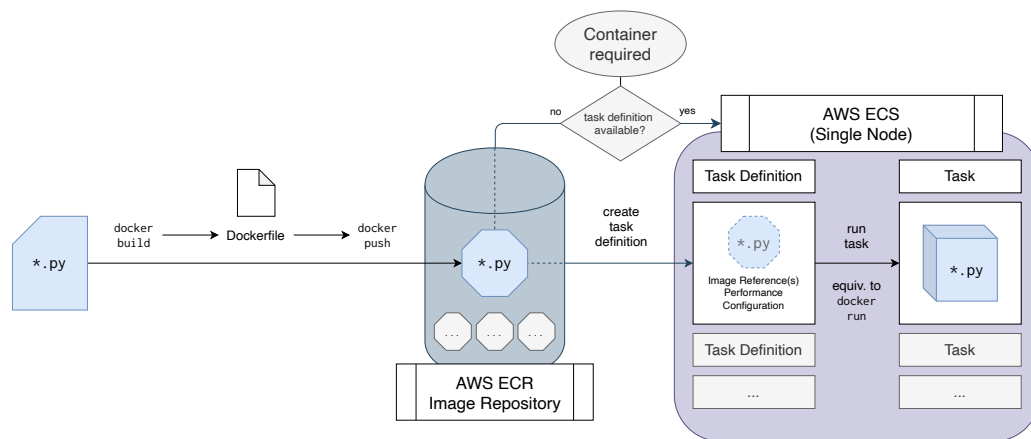 Container
required
no
task definition
available?
yes
AWS ECS
(Single Node)
Task Definition
Task
*.py
docker
build
Dockerfile
docker
push
*.py
create
task
definition
*.py
Image Reference(s)
Performance
Configuration
run
task
equiv. to
docker
run
*.py
...
...
...
Task Definition
Task
...
...
AWS ECR
Image Repository